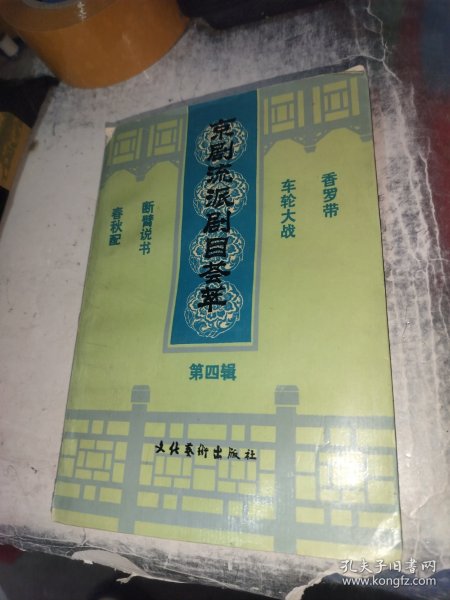 京剧流派剧目荟萃
香罗带
车轮大战
断臂说书
春秋配
第四辑
文化艺术出版社
孔夫子旧书网
www.kongfz.com